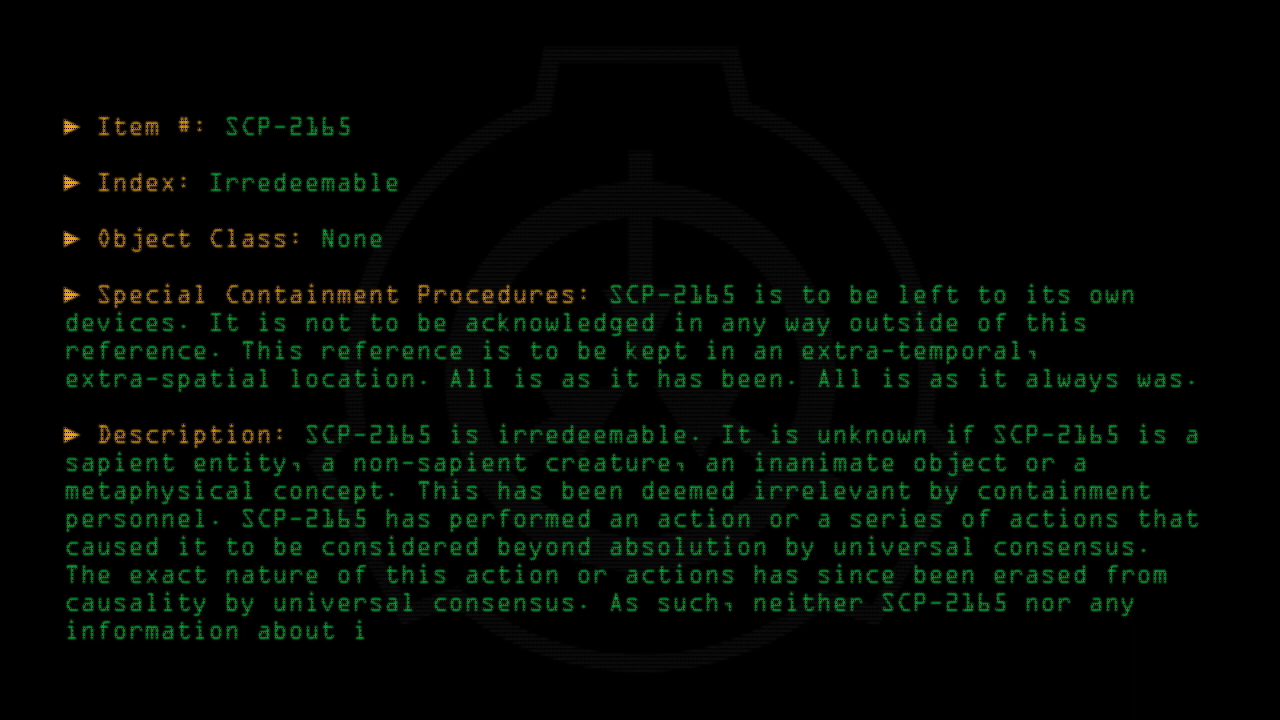 ► Item #: SCP-2165
► Index: Irredeemable
► Object Class: None
► Special Containment Procedures: SCP-2165 is to be left to its own
devices. It is not to be acknowledged in any way outside of this
reference. This reference is to be kept in an extra-temporal,
extra-spatial location. All is as it has been. All is as it always was.
► Description: SCP-2165 is irredeemable. It is unknown if SCP-2165 is a
sapient entity, a non-sapient creature, an inanimate object or a
metaphysical concept. This has been deemed irrelevant by containment
personnel. SCP-2165 has performed an action or a series of actions that
caused it to be considered beyond absolution by universal consensus.
The exact nature of this action or actions has since been erased from
causality by universal consensus. As such, neither SCP-2165 nor any
information about i